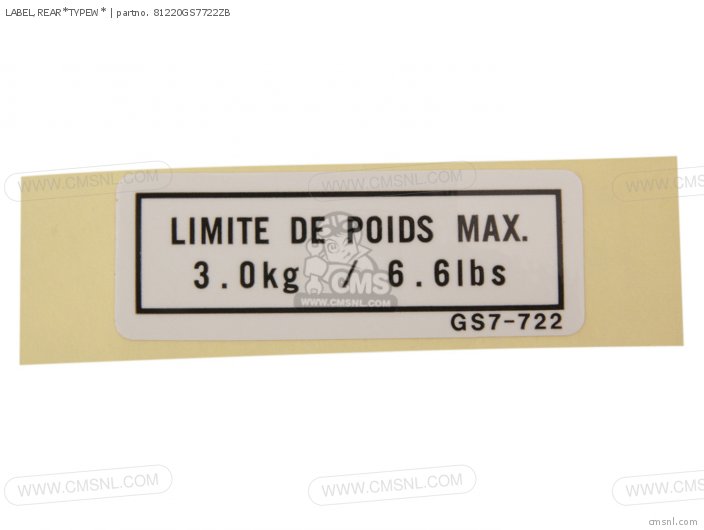 LABEL, REAR*TYPEW * | partno. 81220GS7722ZB
WWW.CMSNL.COM
WWW.CMSNL.COM
WWW.CMSNL.COM
LIMITE DE POIDS MAX.
3.0kg / 6.6lbs
CMS
WWW.CMSNL.COM
GS7-722
WWW.CMSNL.COM
WWW.CMSNL.COM
WWW.CMSNL.COM
cmsnl.com